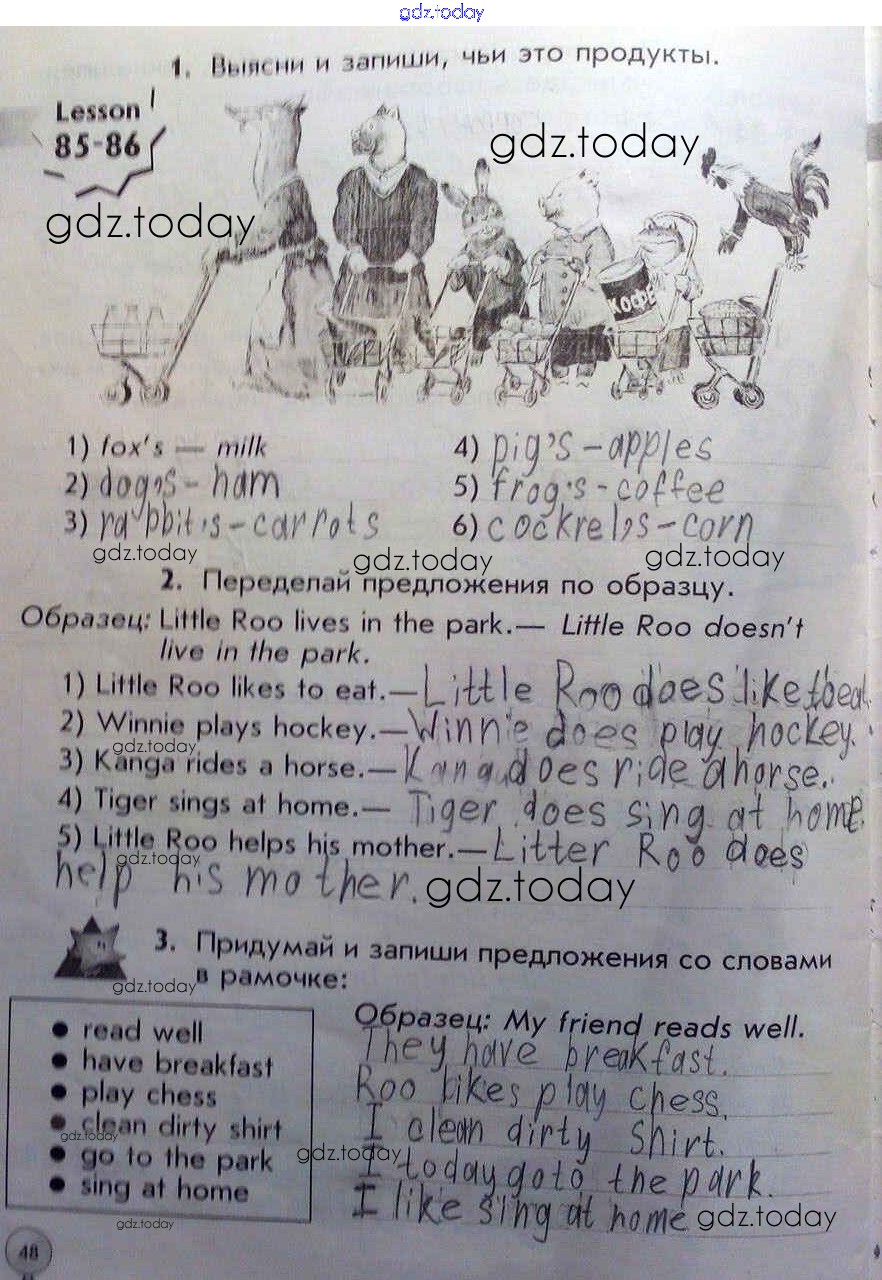 gdz.today
1. Выясни и запиши, чьи это продукты.
Lesson
85-86
gdz.today
gdz.today
КОФЕ
1) fox's — milk
4) pig's - apples
2) dog's - ham
5) frog's - coffee
3) rabbit's - carrots
6) cockrel's - corn
gdz.today
gdz.today
gdz.today
2. Переделай предложения по образцу.
Образец: Little Roo lives in the park.— Little Roo doesn't
live in the park.
1) Little Roo likes to eat.— Little Roo does like to eat.
2) Winnie plays hockey.— Winnie does play hockey.
gdz.today
3) Kanga rides a horse.— Kanga does ride a horse.
4) Tiger sings at home.— Tiger does sing at home.
5) Little Roo helps his mother.— Litter Roo does
gdz.today
help his mother.
gdz.today
3. Придумай и запиши предложения со словами
в рамочке:
gdz.today
Образец: My friend reads well.
• read well
They have breakfast.
• have breakfast
Roo likes play chess.
• play chess
I clean dirty shirt.
• clean dirty shirt
gdz.today
I today go to the park.
• go to the park
gdz.today
I like sing at home
• sing at home
gdz.today
gdz.today
48